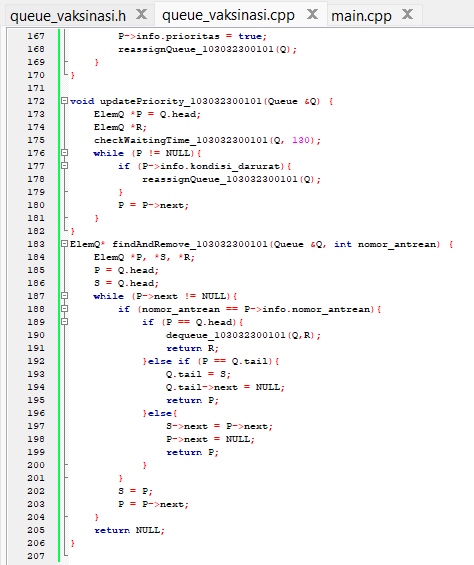 queue_vaksinasi.h X queue_vaksinasi.cpp X main.cpp X
167 P->info.prioritas = true;
168 reassignQueue_103032300101(Q);
169 }
170 }
171
172 void updatePriority_103032300101(Queue &Q) {
173 ElemQ *P = Q.head;
174 ElemQ *R;
175 checkWaitingTime_103032300101(Q, 130);
176 while (P != NULL){
177 if (P->info.kondisi_darurat){
178 reassignQueue_103032300101(Q);
179 }
180 P = P->next;
181 }
182 }
183 ElemQ* findAndRemove_103032300101(Queue &Q, int nomor_antrean) {
184 ElemQ *P, *S, *R;
185 P = Q.head;
186 S = Q.head;
187 while (P->next != NULL){
188 if (nomor_antrean == P->info.nomor_antrean){
189 if (P == Q.head){
190 dequeue_103032300101(Q,R);
191 return R;
192 }else if (P == Q.tail){
193 Q.tail = S;
194 Q.tail->next = NULL;
195 return P;
196 }else{
197 S->next = P->next;
198 P->next = NULL;
199 return P;
200 }
201 }
202 S = P;
203 P = P->next;
204 }
205 return NULL;
206 }
207